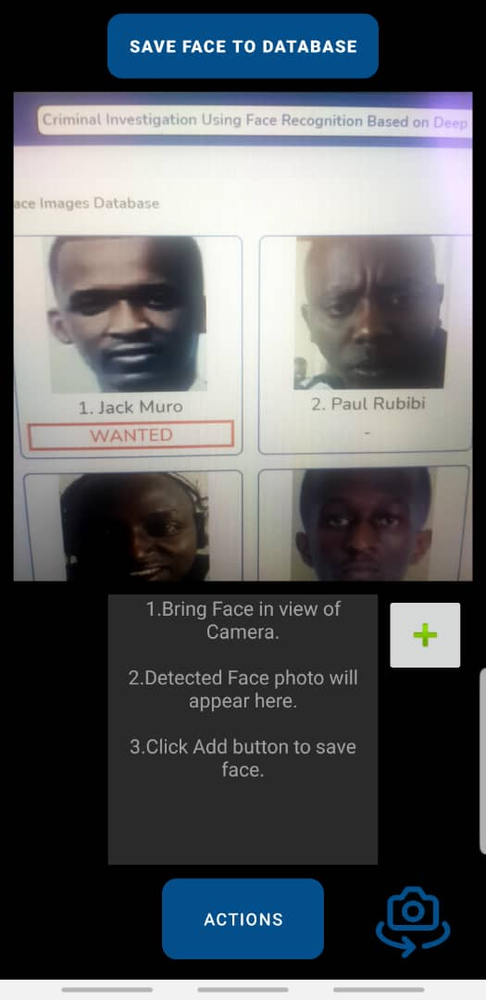 SAVE FACE TO DATABASE
Criminal Investigation Using Face Recognition Based on Deep
ace Images Database
1. Jack Muro
WANTED
2. Paul Rubibi
-
1.Bring Face in view of
Camera.
2.Detected Face photo will
appear here.
3.Click Add button to save
face.
ACTIONS